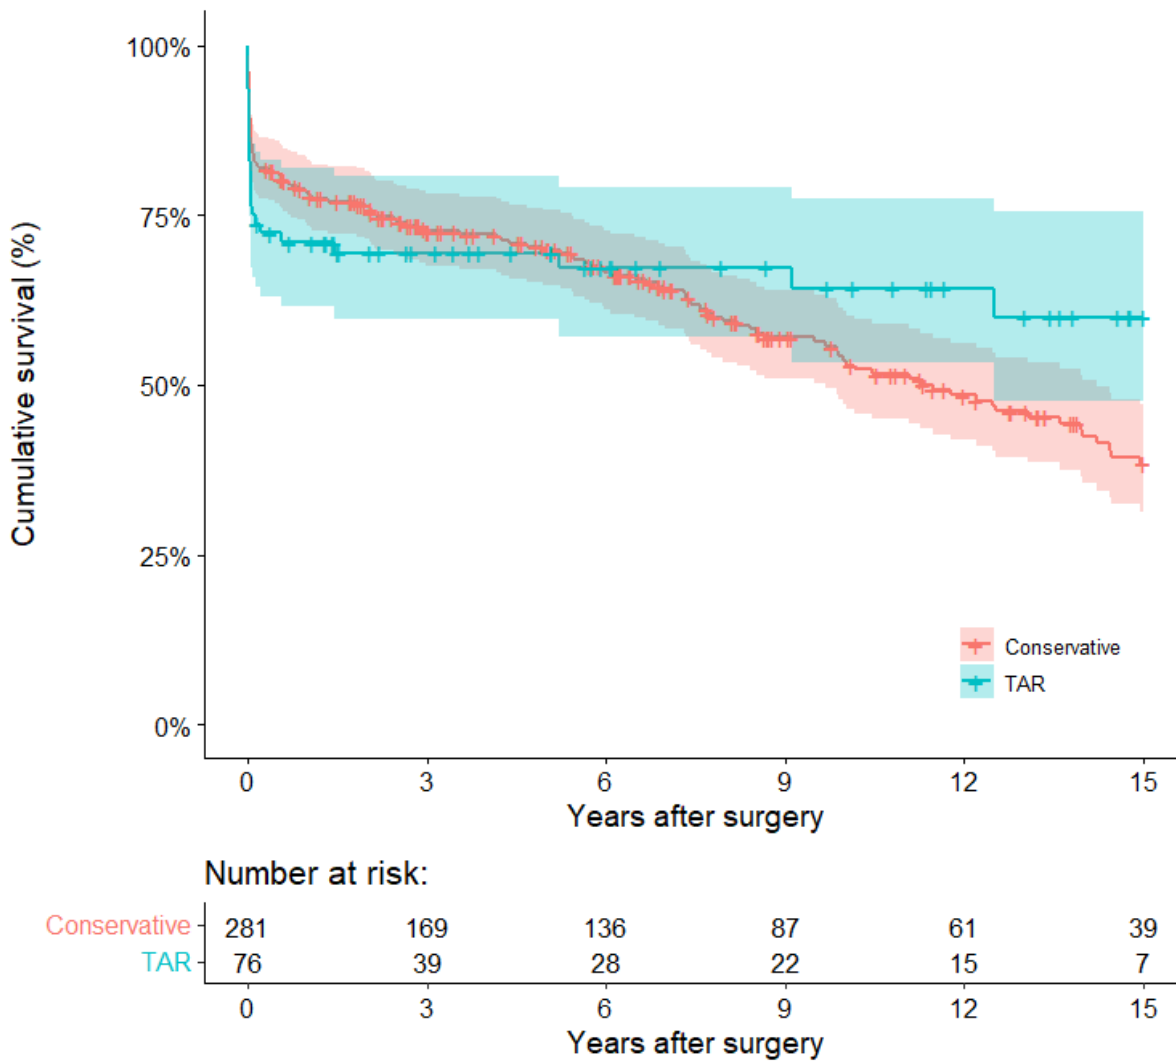 Cumulative survival (%)
100%
75%
50%
25%
0%
Conservative
TAR
0 3 6 9 12 15
Years after surgery
Number at risk:
Conservative 281 169 136 87 61 39
TAR 76 39 28 22 15 7
0 3 6 9 12 15
Years after surgery